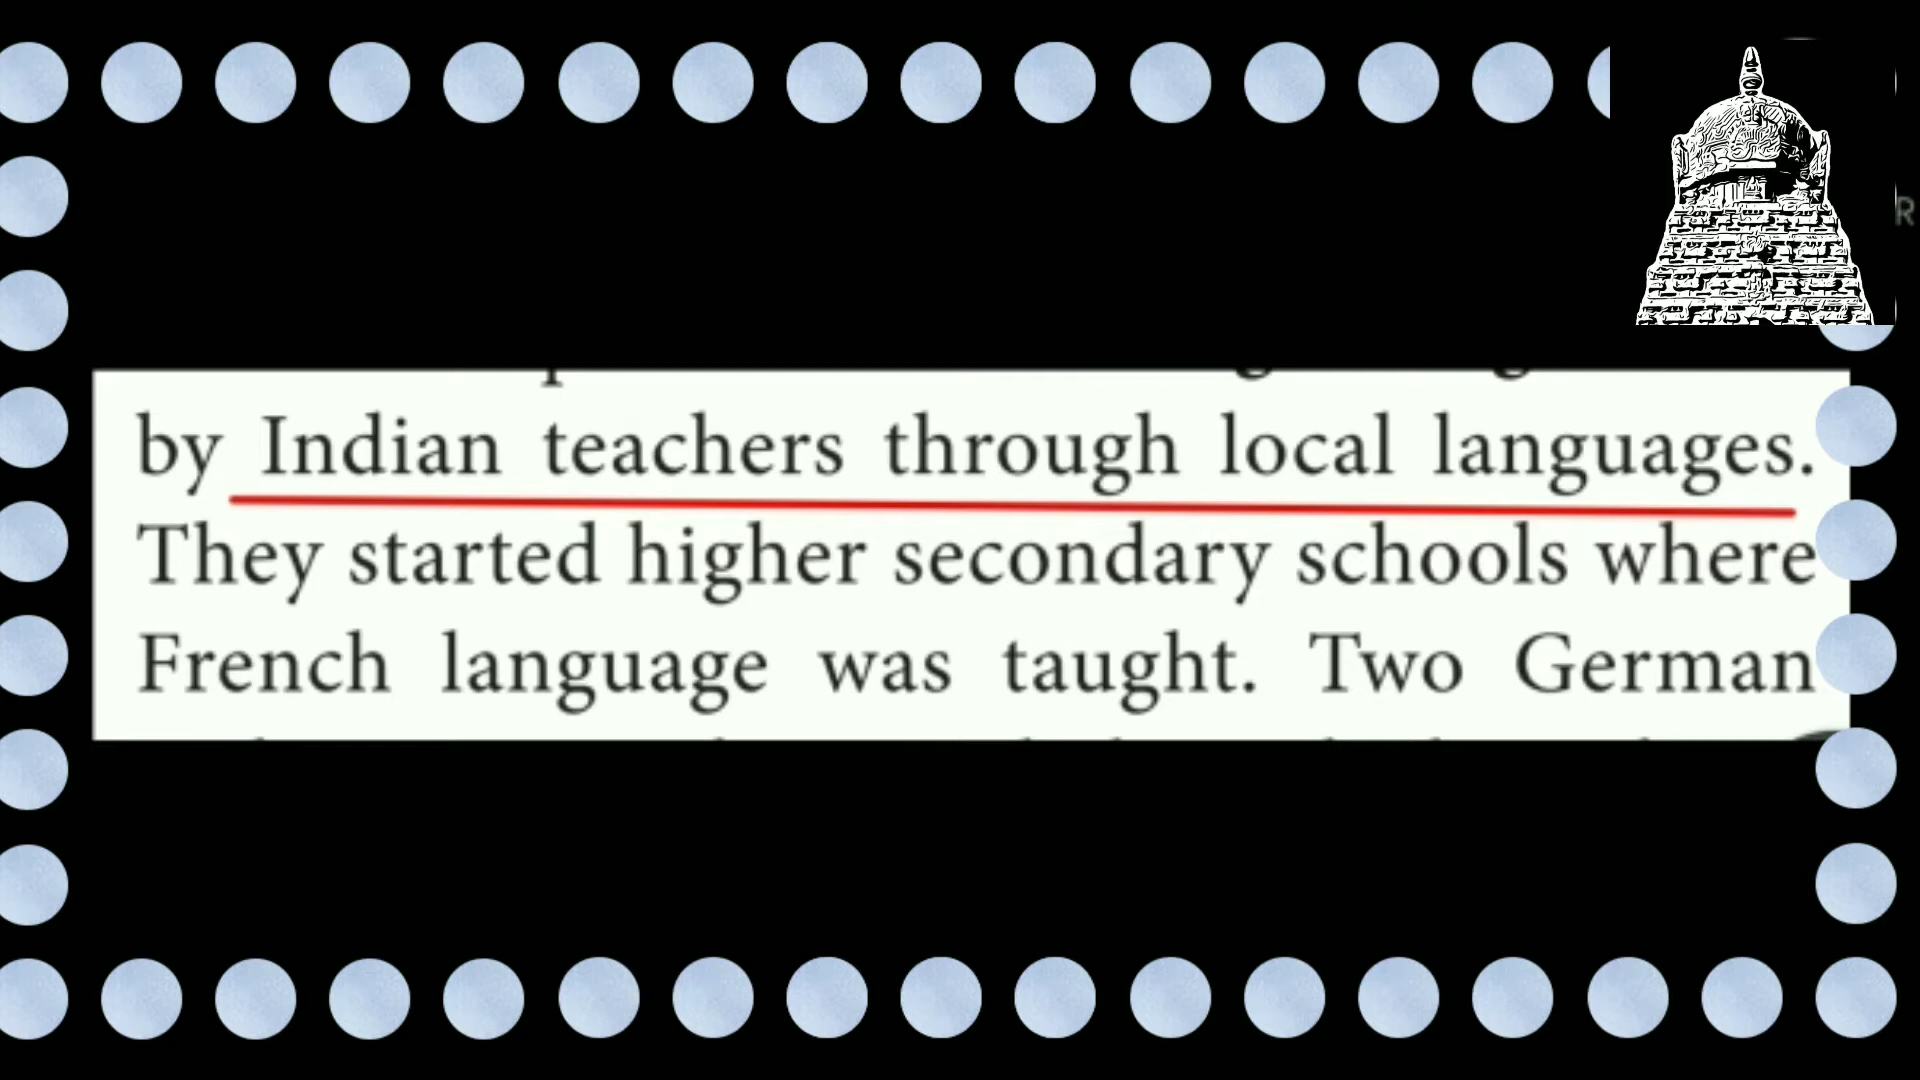 by Indian teachers through local languages.
They started higher secondary schools where
French language was taught. Two German
R